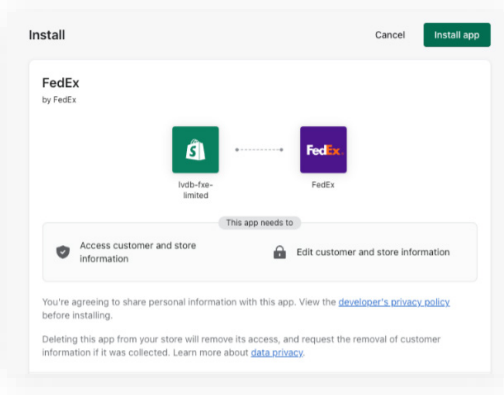 Install
Cancel
Install app
FedEx
by FedEx
FedEx.
lvdb-fxe-
limited
FedEx
This app needs to
Access customer and store
information
Edit customer and store information
You're agreeing to share personal information with this app. View the developer's privacy policy
before installing.
Deleting this app from your store will remove its access, and request the removal of customer
information if it was collected. Learn more about data privacy.